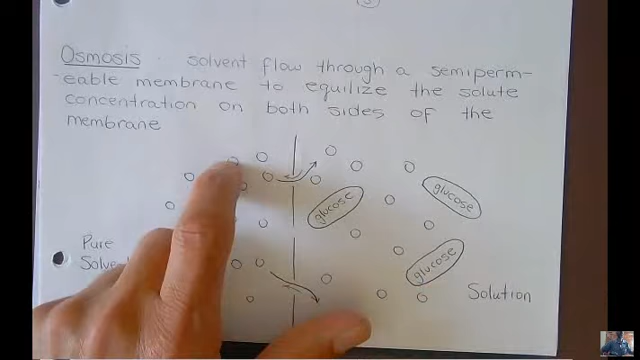 Osmosis: solvent flow through a semiperm-
-eable membrane to equilize the solute
concentration on both sides of the
membrane
glucose
glucose
Pure
glucose
Solution